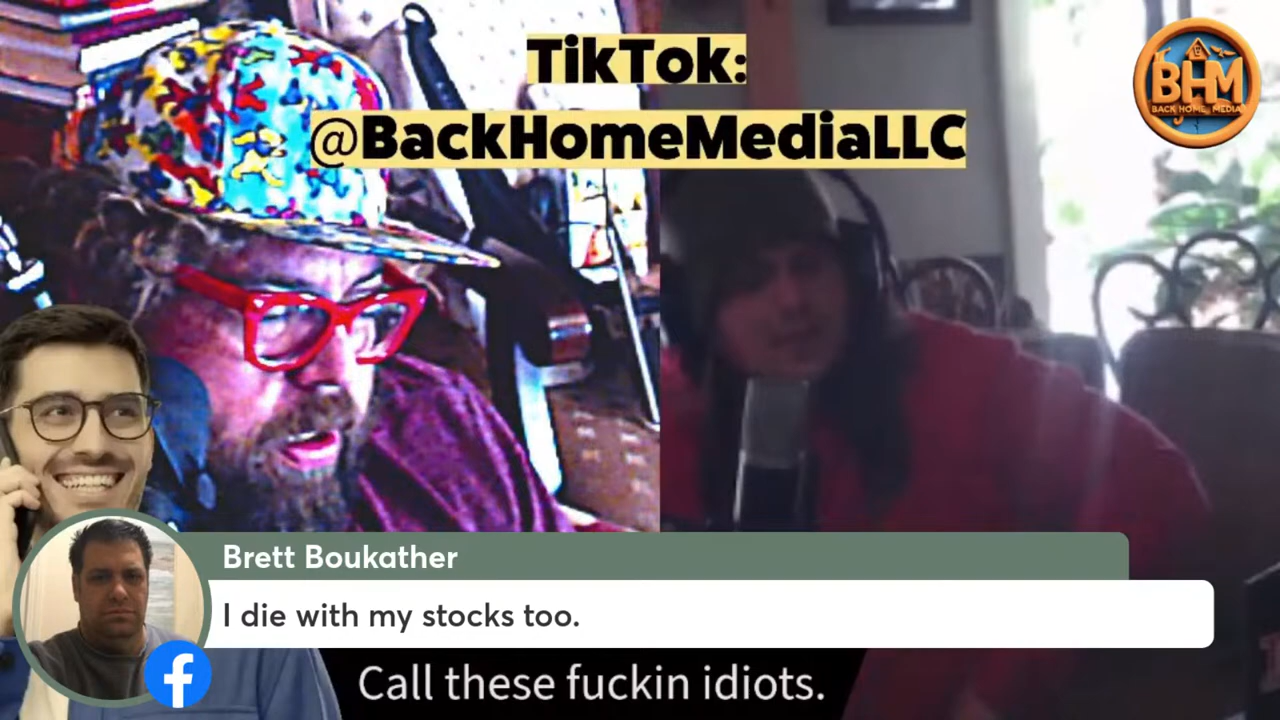 TikTok:
@BackHomeMediaLLC
BHM
BACK HOME MEDIA
Brett Boukather
I die with my stocks too.
Call these fuckin idiots.